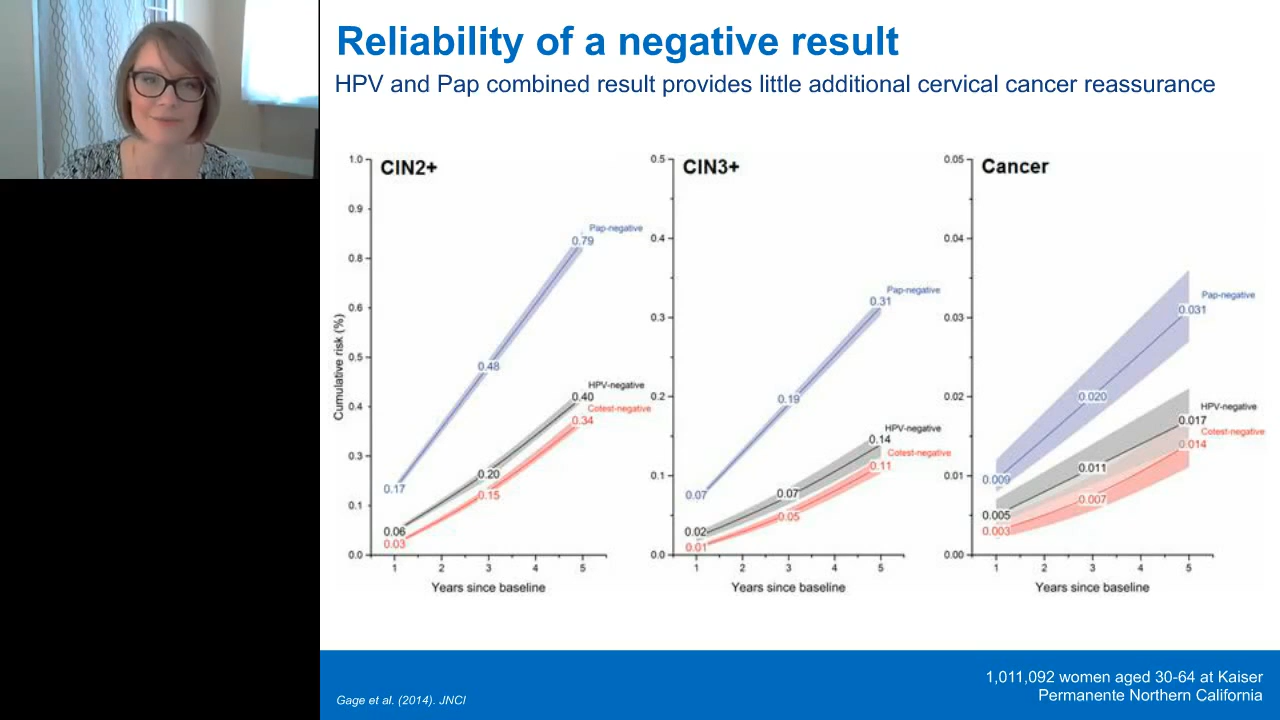 Reliability of a negative result
HPV and Pap combined result provides little additional cervical cancer reassurance
CIN2+
Cumulative risk (%)
1.0
0.9
0.8
0.6
0.5
0.4
0.3
0.1
0.0
Pap-negative
0.79
0.48
0.17
HPV-negative
0.40
0.20
0.06
Cotest-negative
0.34
0.15
0.03
1 2 3 4 5
Years since baseline
CIN3+
0.5
0.4
0.3
0.2
0.1
0.0
Pap-negative
0.31
0.19
0.07
HPV-negative
0.14
0.07
0.02
Cotest-negative
0.11
0.05
0.01
1 2 3 4 5
Years since baseline
Cancer
0.05
0.04
0.03
0.02
0.01
0.00
Pap-negative
0.031
0.020
0.009
HPV-negative
0.017
0.011
0.005
Cotest-negative
0.014
0.007
0.003
1 2 3 4 5
Years since baseline
Gage et al. (2014). JNCI
1,011,092 women aged 30-64 at Kaiser
Permanente Northern California